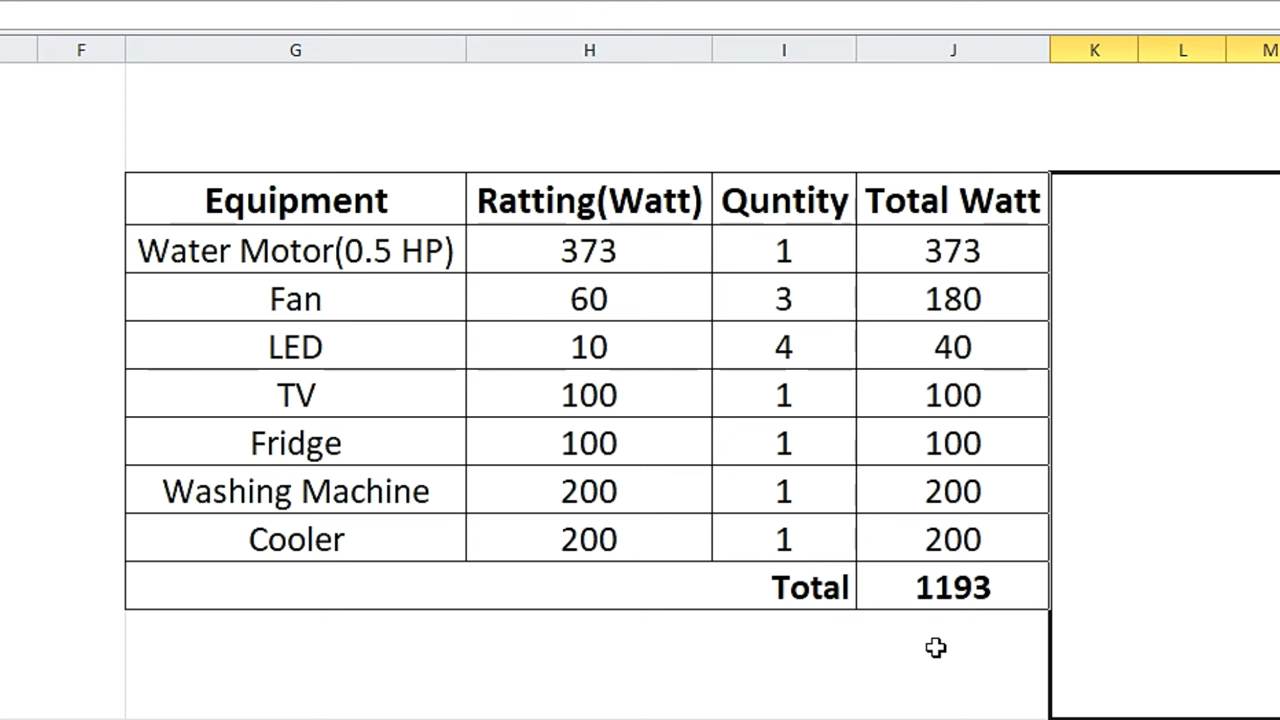 F G H I J K L M
Equipment Ratting(Watt) Quntity Total Watt
Water Motor(0.5 HP) 373 1 373
Fan 60 3 180
LED 10 4 40
TV 100 1 100
Fridge 100 1 100
Washing Machine 200 1 200
Cooler 200 1 200
Total 1193